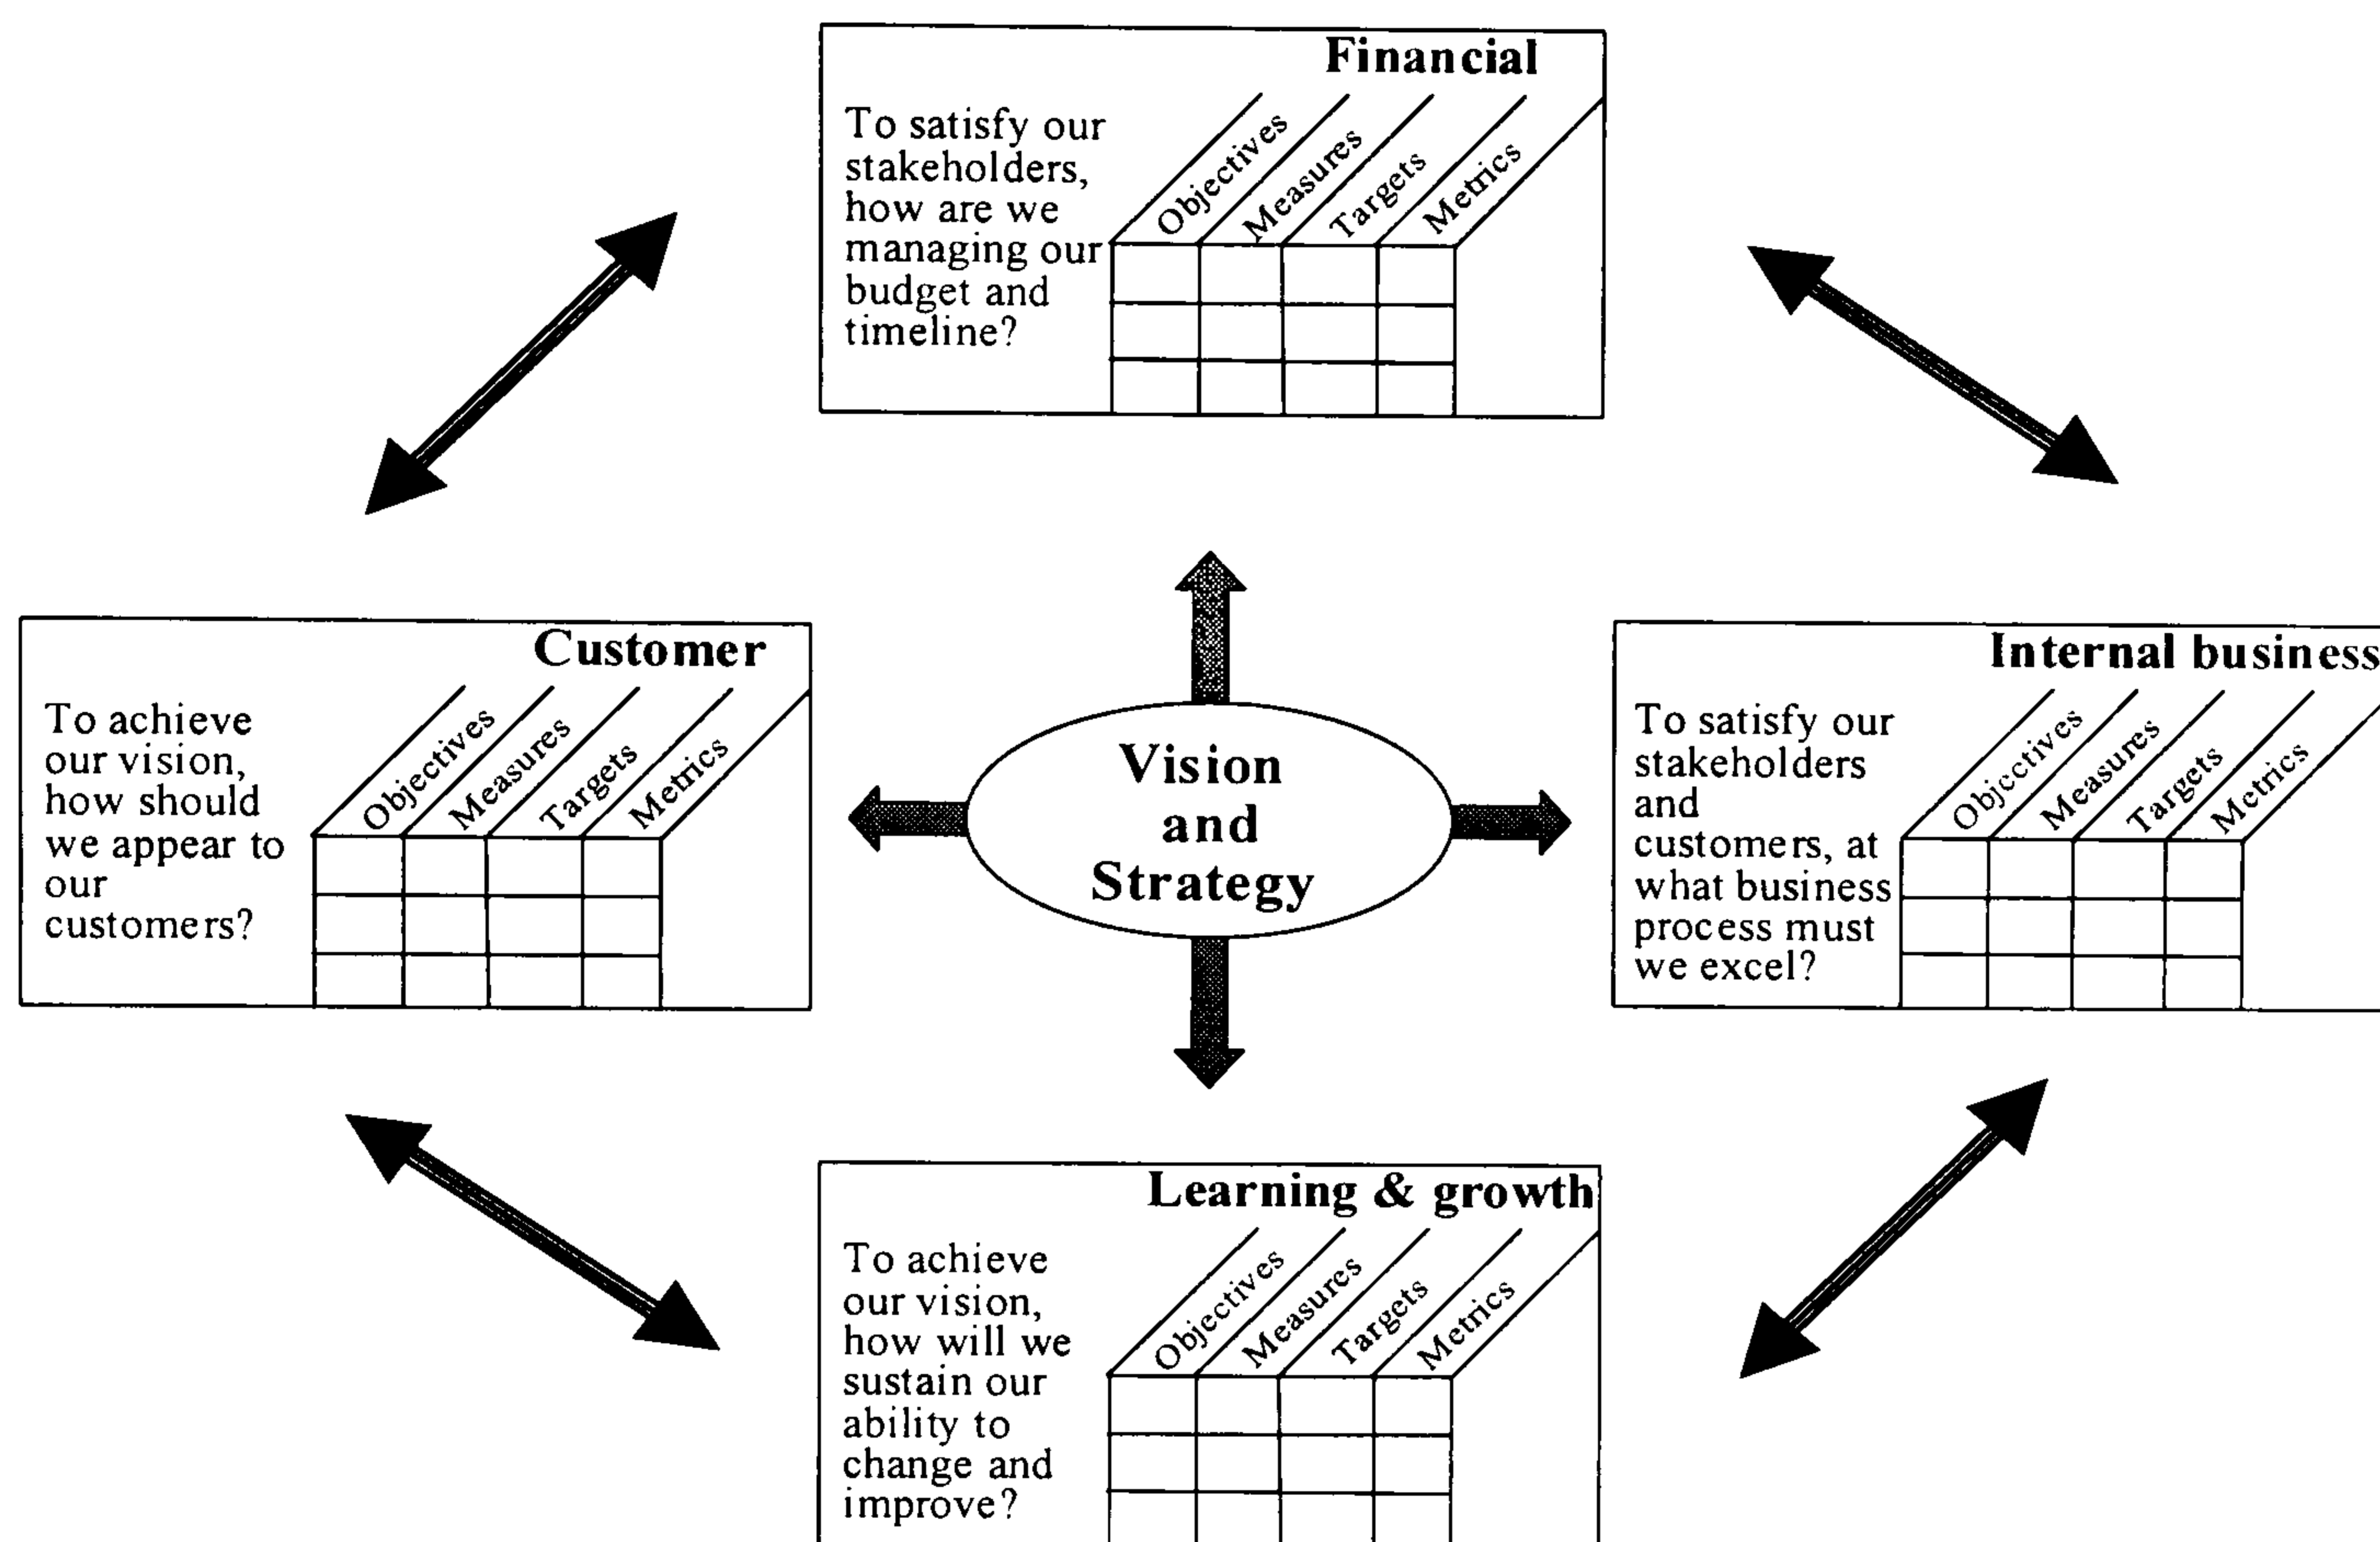 Financial
To satisfy our
stakeholders,
how are we
managing our
budget and
timeline?
Objectives
Measures
Targets
Metrics
Customer
To achieve
our vision,
how should
we appear to
our
customers?
Objectives
Measures
Targets
Metrics
Vision
and
Strategy
Internal business
To satisfy our
stakeholders
and
customers, at
what business
process must
we excel?
Objectives
Measures
Targets
Metrics
Learning & growth
To achieve
our vision,
how will we
sustain our
ability to
change and
improve?
Objectives
Measures
Targets
Metrics